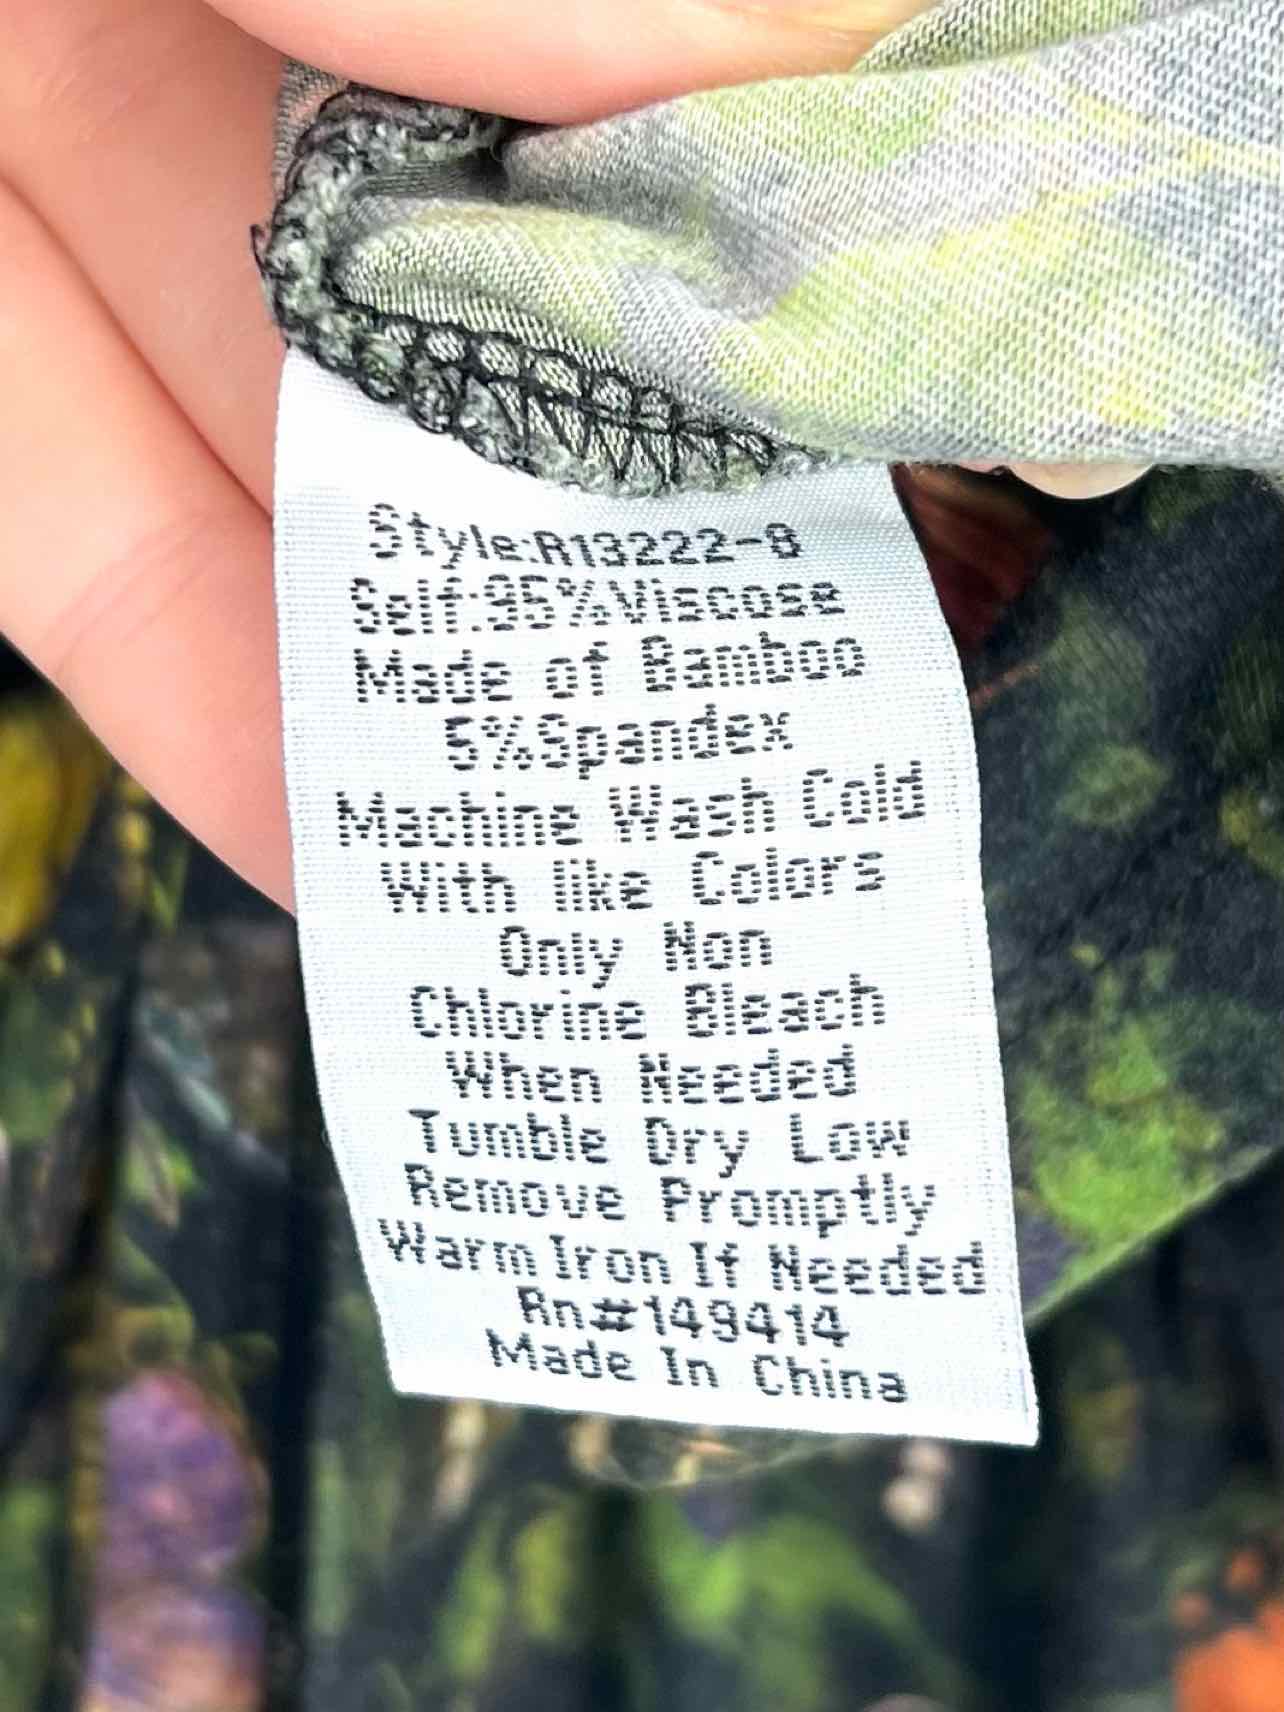 Style:R13222-8
Self:95%Viscose
Made of Bamboo
5%Spandex
Machine Wash Cold
With like Colors
Only Non
Chlorine Bleach
When Needed
Tumble Dry Low
Remove Promptly
Warm Iron If Needed
Rn#149414
Made In China